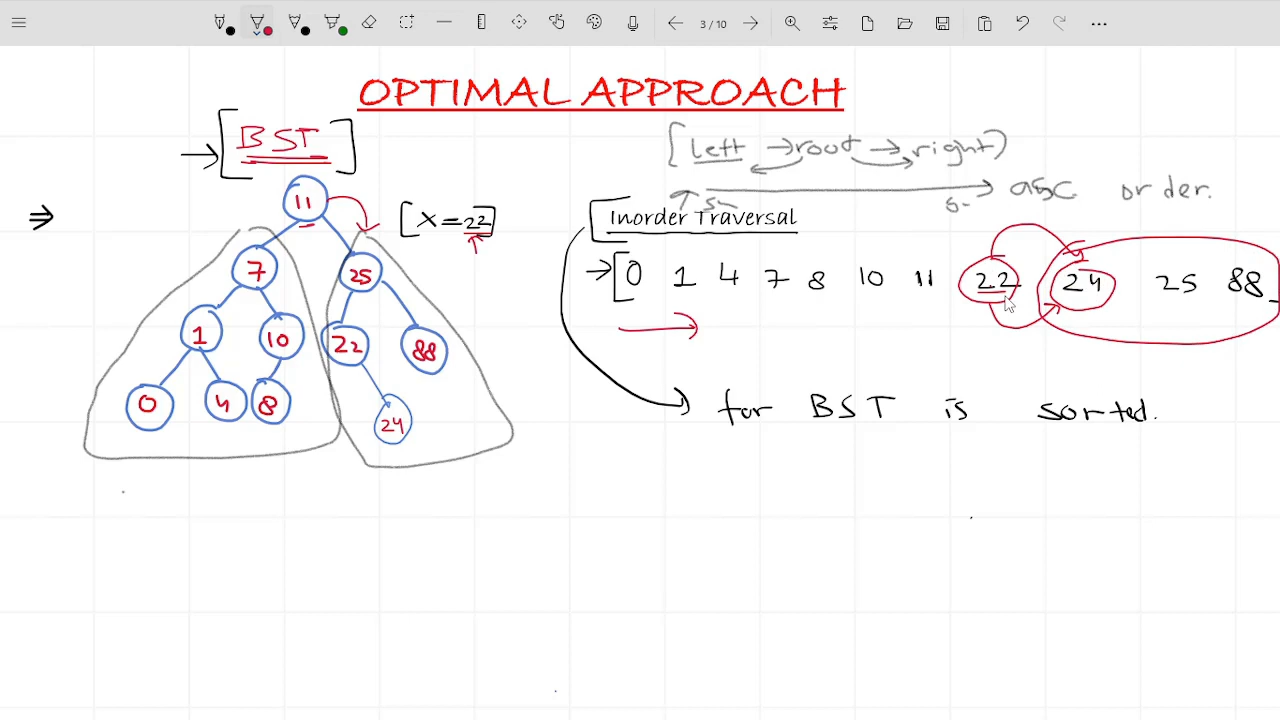 3 / 10
OPTIMAL APPROACH
→ [BST]
[left → root → right)
asc order.
s- s-
⇒
11
[X = 22]
Inorder Traversal
7 25
→ [0 1 4 7 8 10 11 22 24 25 88
1 10 22 88
0 4 8 24
for BST is sorted.